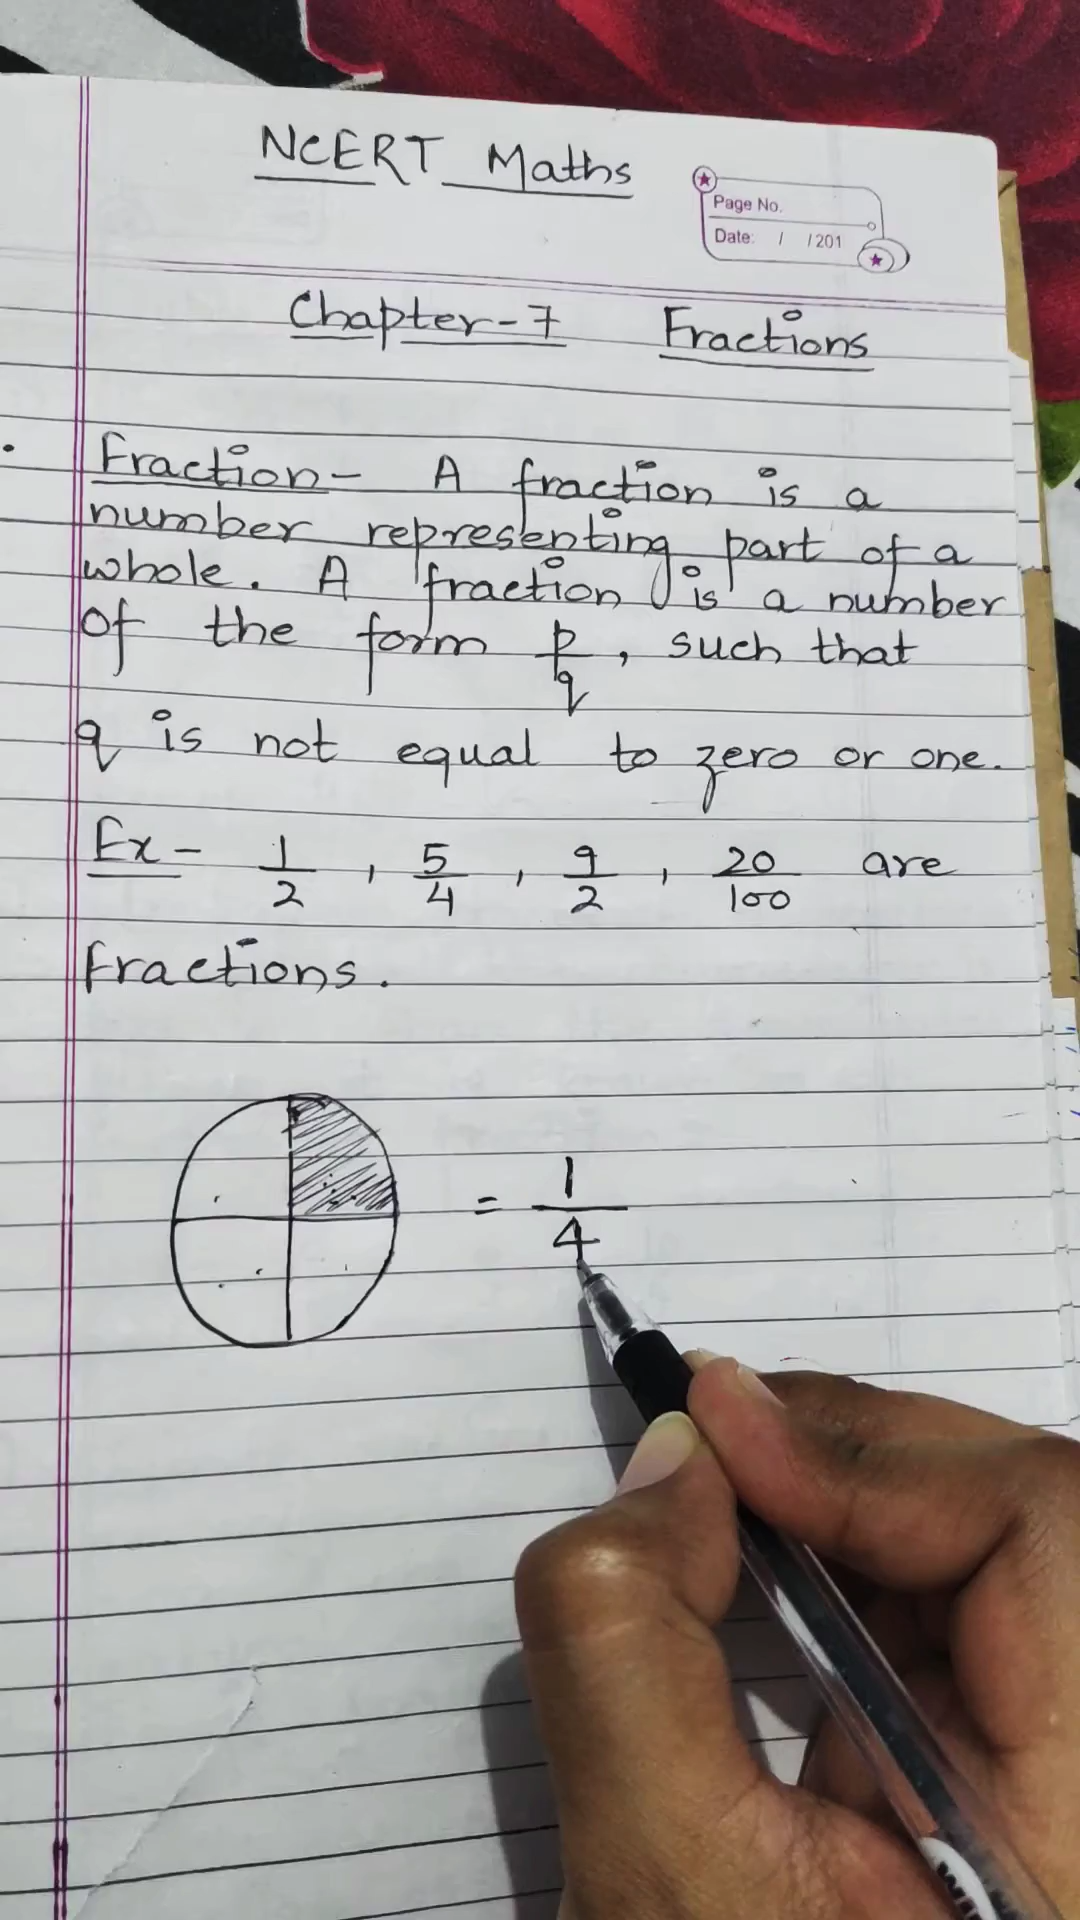 NCERT Maths
Page No.
Date: / /201
Chapter-7 Fractions
Fraction- A fraction is a
number representing part of a
whole. A fraction is a number
of the form p/q, such that
q is not equal to zero or one.
Ex- 1/2, 5/4, 9/2, 20/100 are
fractions.
= 1/4